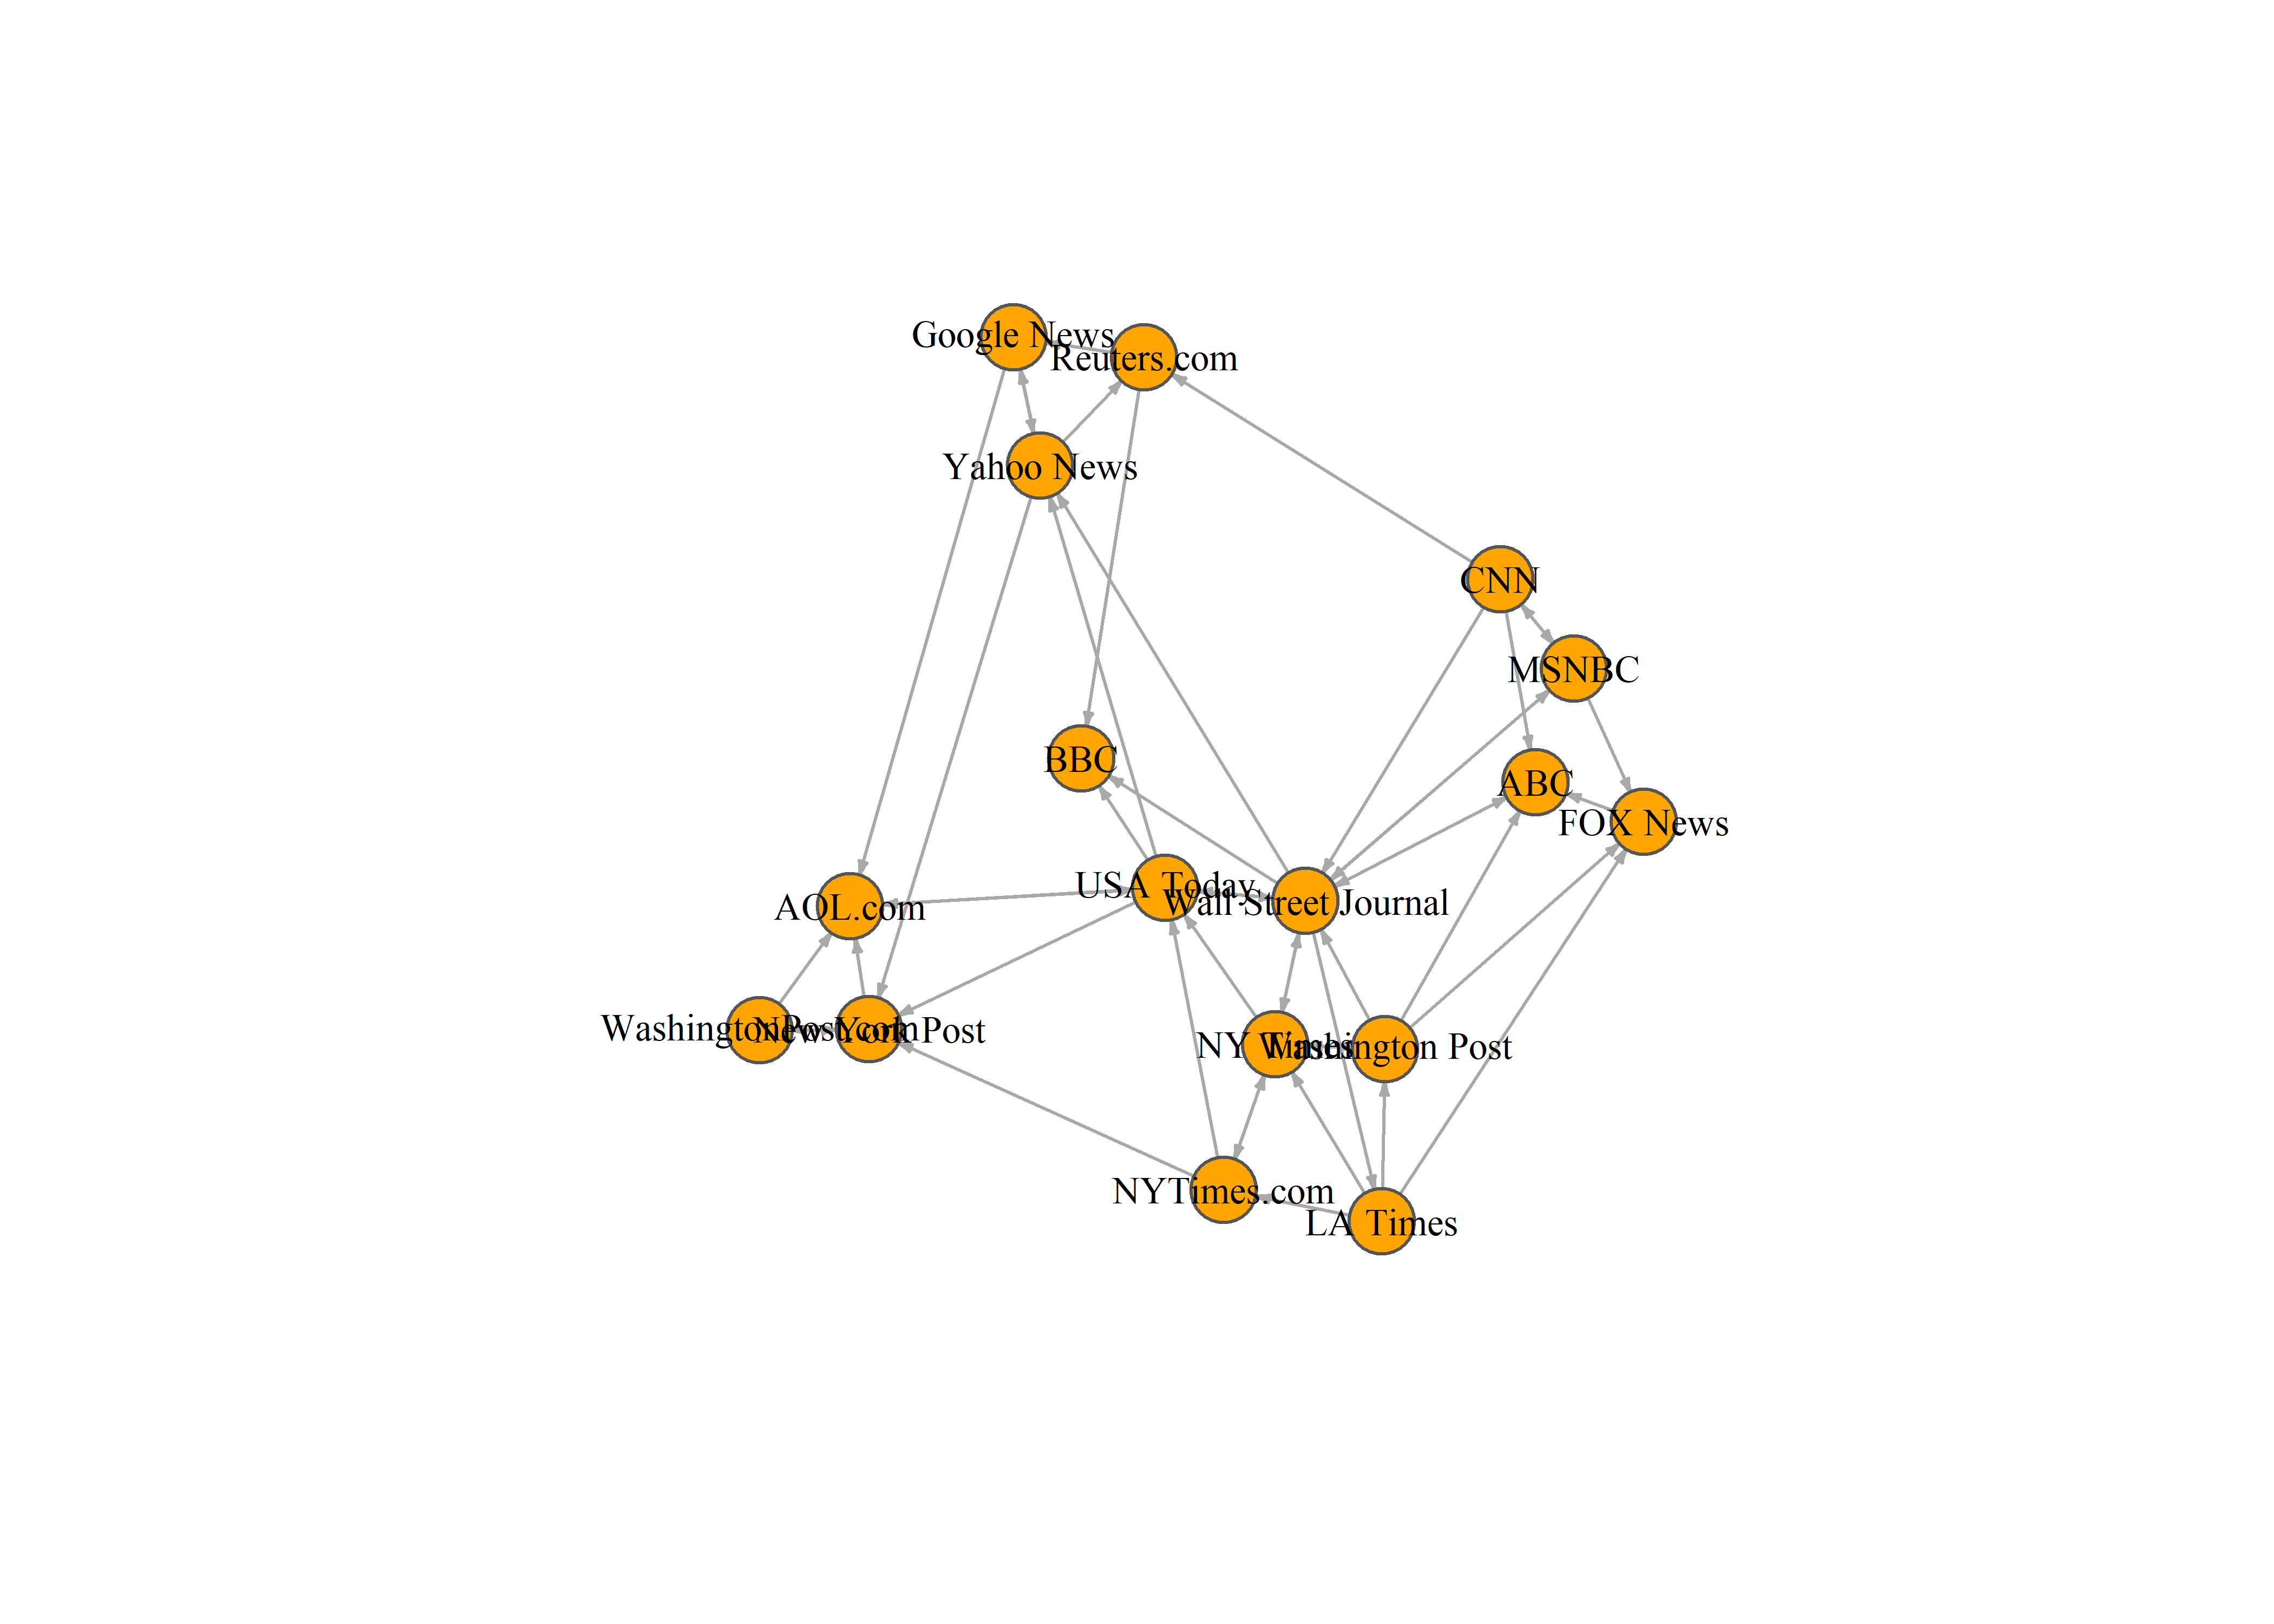 Google News
Reuters.com
Yahoo News
CNN
MSNBC
BBC
ABC
FOX News
USA Today
Wall Street Journal
AOL.com
WashingtonPost.com
New York Post
NY Times
Washington Post
NYTimes.com
LA Times